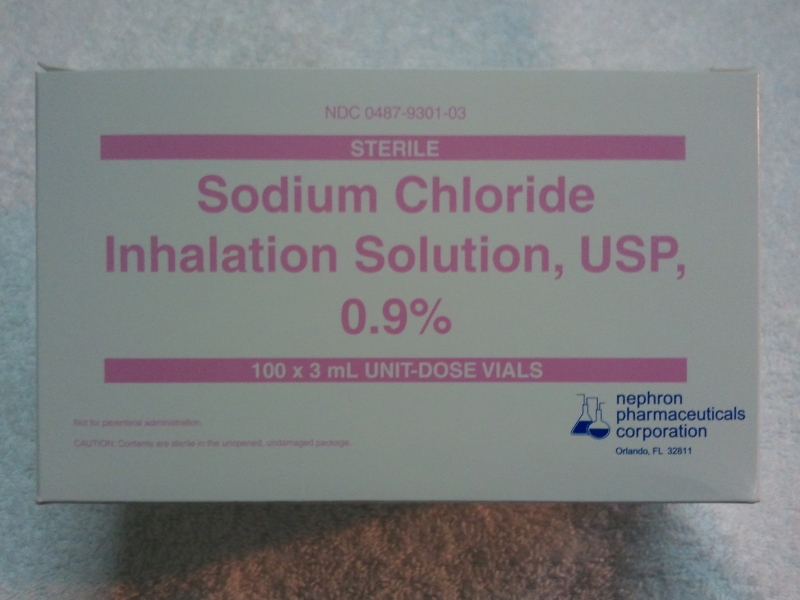 NDC 0487-9301-03
STERILE
Sodium Chloride
Inhalation Solution, USP,
0.9%
100 x 3 mL UNIT-DOSE VIALS
Not for parenteral administration.
CAUTION: Contents are sterile in the unopened, undamaged package.
nephron
pharmaceuticals
corporation
Orlando, FL 32811